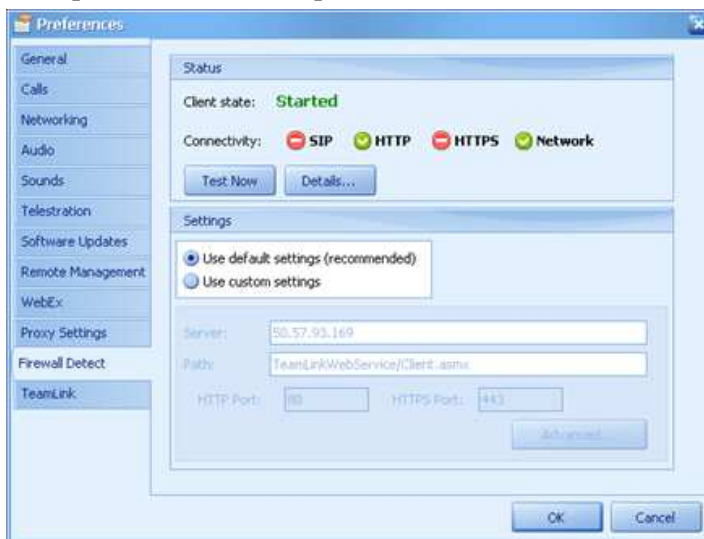 Preferences
General
Calls
Networking
Audio
Sounds
Telestration
Software Updates
Remote Management
WebEx
Proxy Settings
Firewall Detect
TeamLink
Status
Client state: Started
Connectivity: SIP HTTP HTTPS Network
Test Now Details...
Settings
Use default settings (recommended)
Use custom settings
Server: 50.57.93.169
Path: TeamLinkWebService/Client.asmx
HTTP Port: 80 HTTPS Port: 443
Advanced...
OK Cancel